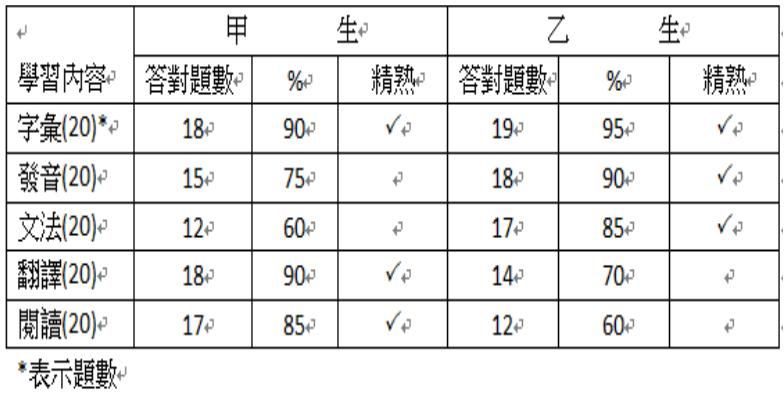 甲 生 乙 生
學習內容 答對題數 % 精熟 答對題數 % 精熟
字彙(20)* 18 90 ✓ 19 95 ✓
發音(20) 15 75 18 90 ✓
文法(20) 12 60 17 85 ✓
翻譯(20) 18 90 ✓ 14 70
閱讀(20) 17 85 ✓ 12 60
*表示題數